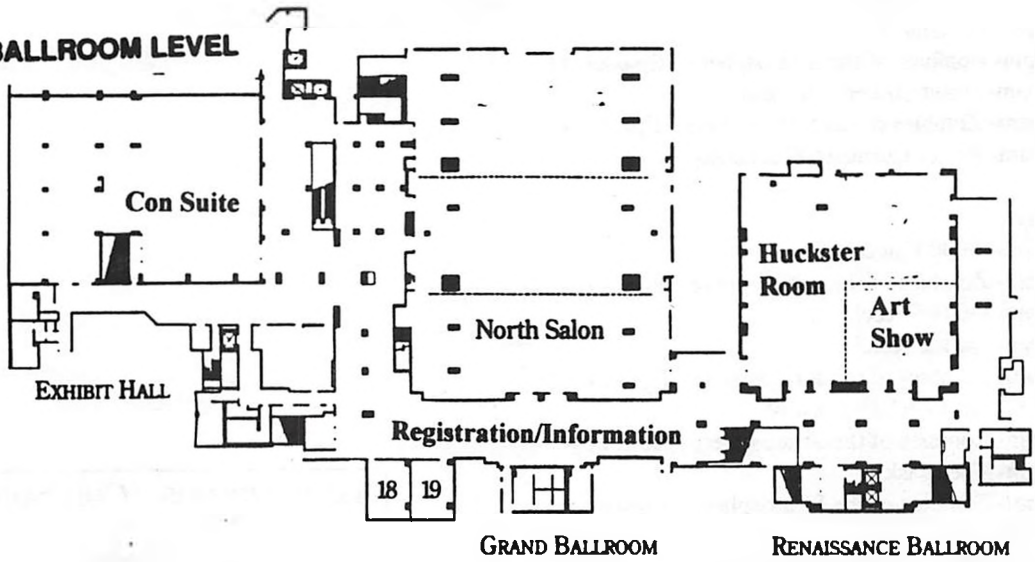 BALLROOM LEVEL
Con Suite
Huckster
Room
Art
Show
North Salon
EXHIBIT HALL
Registration/Information
18 19
GRAND BALLROOM
RENAISSANCE BALLROOM